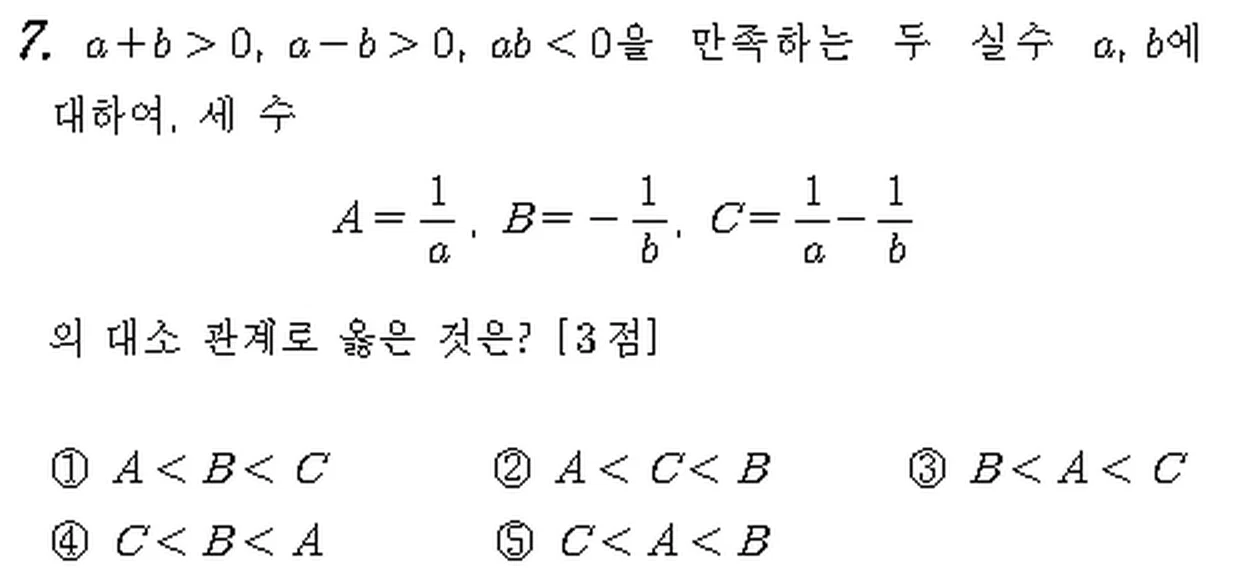 7. a+b > 0, a-b > 0, ab < 0을 만족하는 두 실수 a, b에
대하여, 세 수
A = 1/a, B = -1/b, C = 1/a - 1/b
의 대소 관계로 옳은 것은? [3점]
① A < B < C ② A < C < B ③ B < A < C
④ C < B < A ⑤ C < A < B